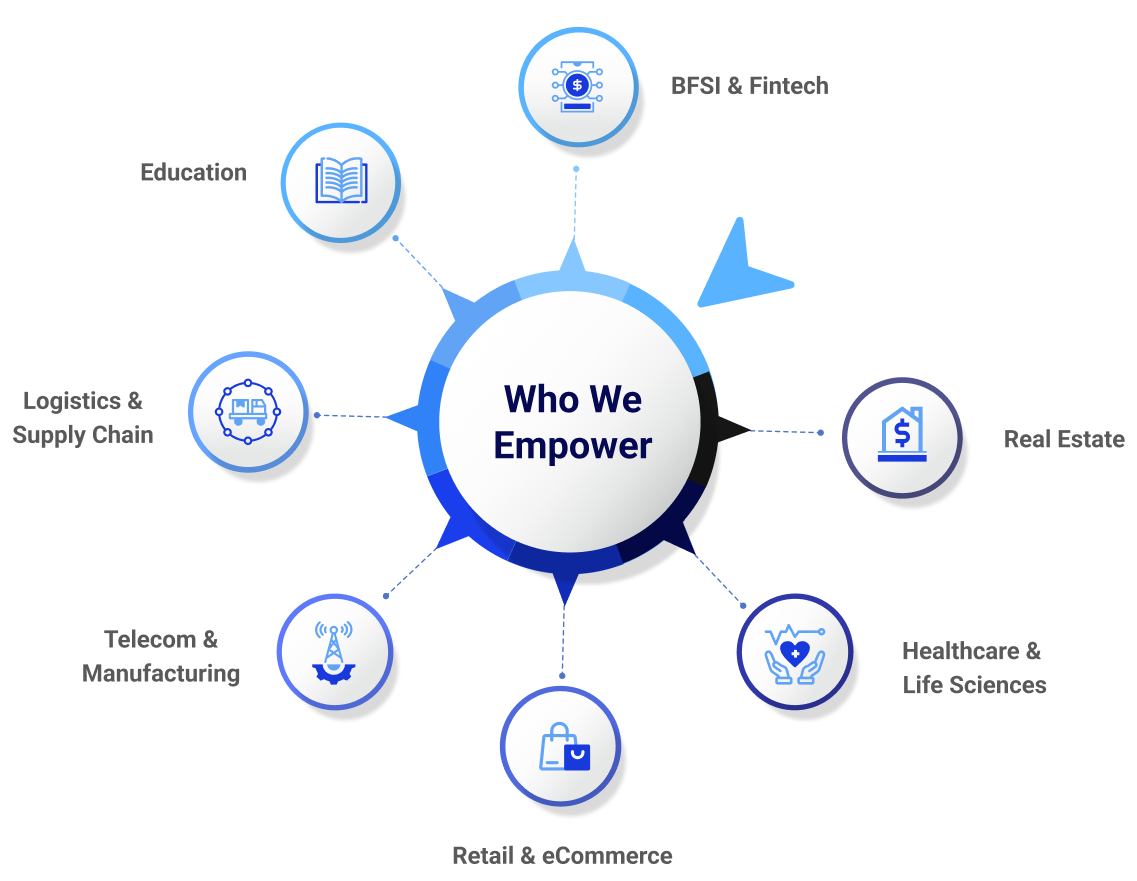 BFSI & Fintech
Education
Who We
Empower
Logistics &
Supply Chain
Real Estate
Telecom &
Manufacturing
Healthcare &
Life Sciences
Retail & eCommerce